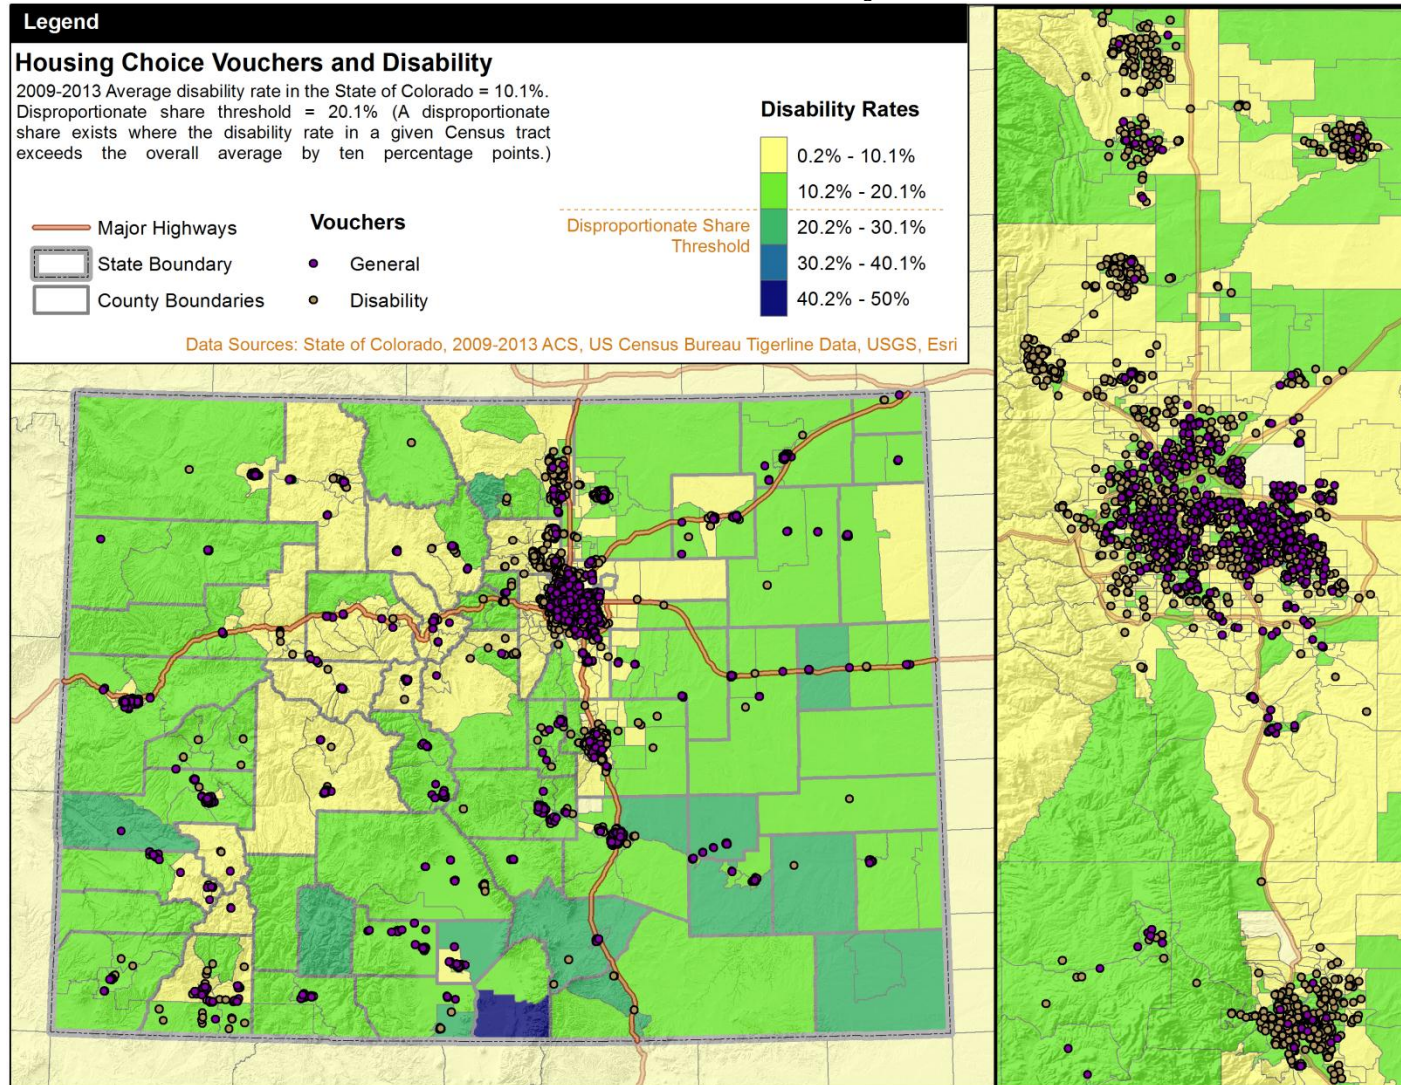 Legend
Housing Choice Vouchers and Disability
2009-2013 Average disability rate in the State of Colorado = 10.1%.
Disproportionate share threshold = 20.1% (A disproportionate
share exists where the disability rate in a given Census tract
exceeds the overall average by ten percentage points.)
Major Highways
State Boundary
County Boundaries
Vouchers
General
Disability
Disability Rates
0.2% - 10.1%
10.2% - 20.1%
Disproportionate Share
Threshold
20.2% - 30.1%
30.2% - 40.1%
40.2% - 50%
Data Sources: State of Colorado, 2009-2013 ACS, US Census Bureau Tigerline Data, USGS, Esri